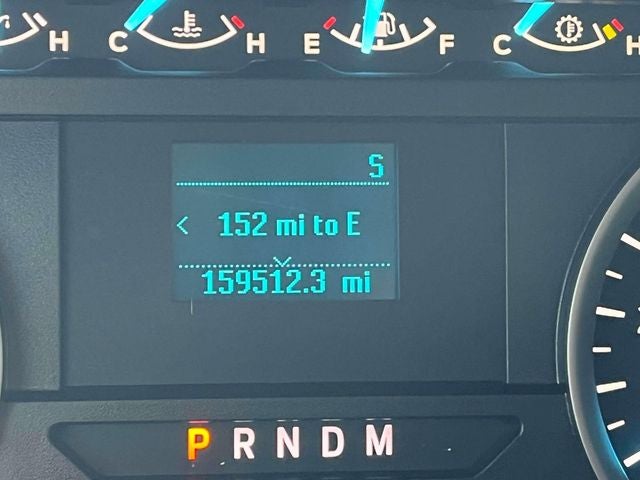 H C H E F C H
S
< 152 mi to E
159512.3 mi
P R N D M